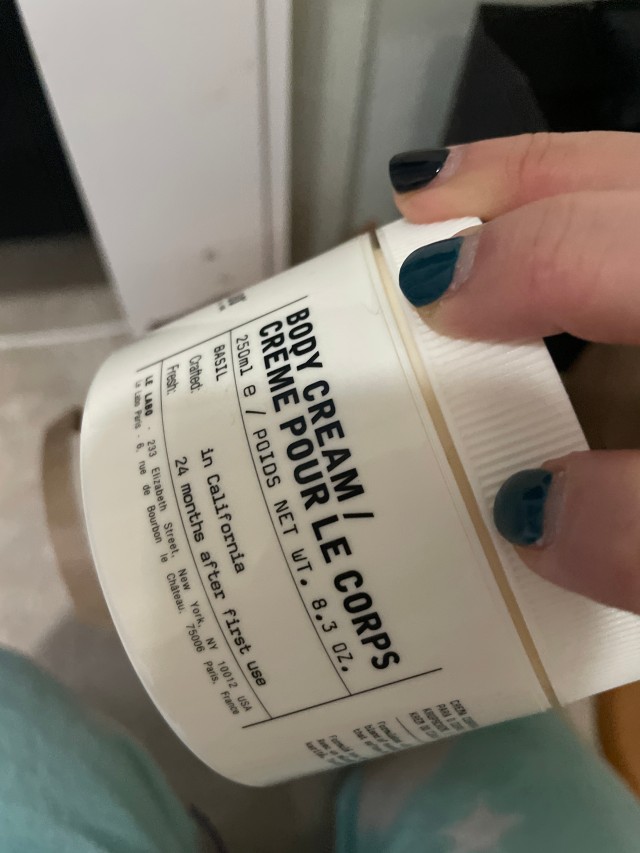 BODY CREAM /
CRÈME POUR LE CORPS
250ml e / POIDS NET WT. 8.3 OZ.
BASIL
Crafted: in California
Fresh: 24 months after first use
LE LABO - 233 Elizabeth Street, New York, NY 10012 USA
Le Labo Paris - 6, rue de Bourbon le Château, 75006 Paris, France